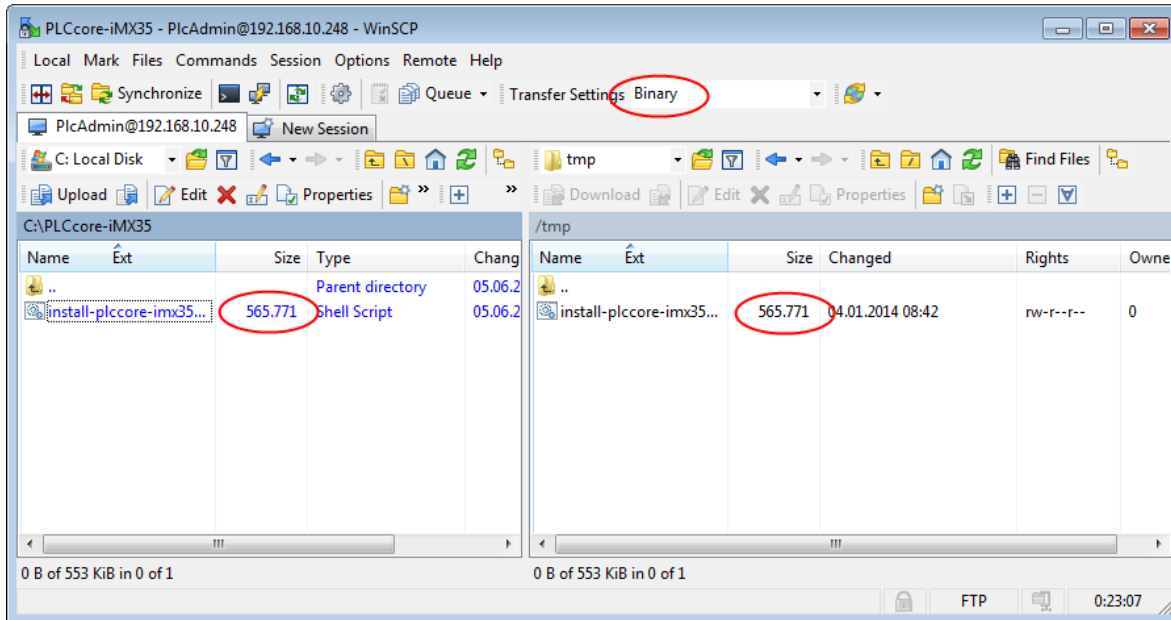 PLCcore-iMX35 - PlcAdmin@192.168.10.248 - WinSCP
Local Mark Files Commands Session Options Remote Help
Synchronize Queue Transfer Settings Binary
PlcAdmin@192.168.10.248 New Session
C: Local Disk tmp Find Files
Upload Edit Properties » » Download Edit Properties
C:\PLCcore-iMX35 /tmp
Name Ext Size Type Chang Name Ext Size Changed Rights Owne
.. Parent directory 05.06.2 ..
install-plccore-imx35... 565.771 Shell Script 05.06.2 install-plccore-imx35... 565.771 04.01.2014 08:42 rw-r--r-- 0
0 B of 553 KiB in 0 of 1 0 B of 553 KiB in 0 of 1
FTP 0:23:07